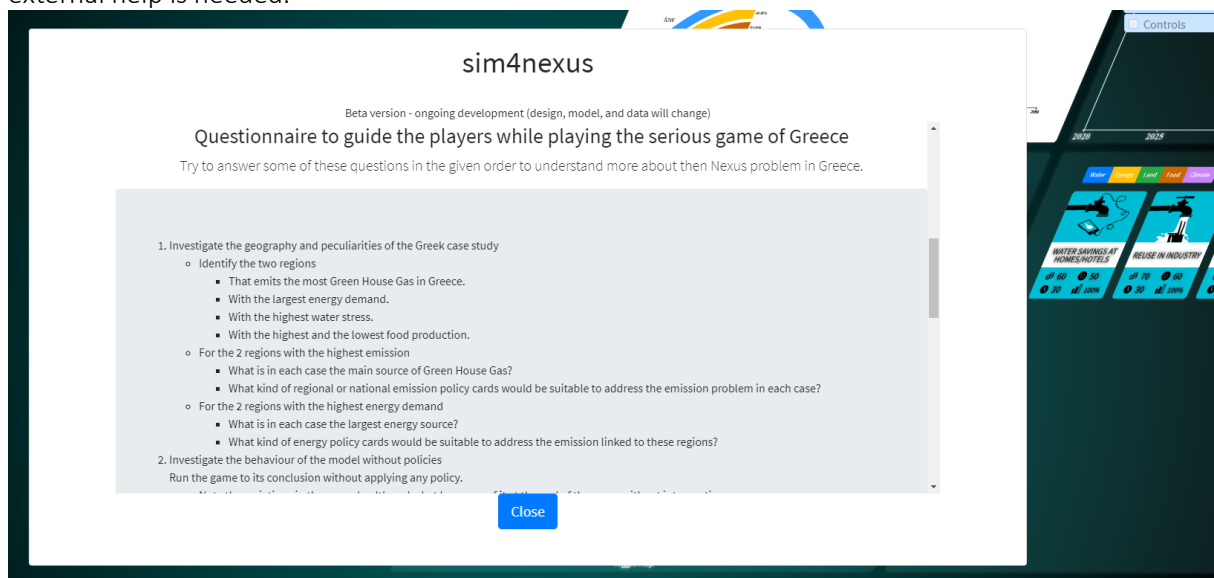 external help is needed.
low
Controls
sim4nexus
Beta version - ongoing development (design, model, and data will change)
Questionnaire to guide the players while playing the serious game of Greece
Try to answer some of these questions in the given order to understand more about then Nexus problem in Greece.
2020 2025
Water Energy Land Food Climate
1. Investigate the geography and peculiarities of the Greek case study
Identify the two regions
That emits the most Green House Gas in Greece.
With the largest energy demand.
With the highest water stress.
With the highest and the lowest food production.
For the 2 regions with the highest emission
What is in each case the main source of Green House Gas?
What kind of regional or national emission policy cards would be suitable to address the emission problem in each case?
For the 2 regions with the highest energy demand
What is in each case the largest energy source?
What kind of energy policy cards would be suitable to address the emission linked to these regions?
2. Investigate the behaviour of the model without policies
Run the game to its conclusion without applying any policy.
Close
WATER SAVINGS AT HOMES/HOTELS
60 50
30 100%
REUSE IN INDUSTRY
70 60
30 100%